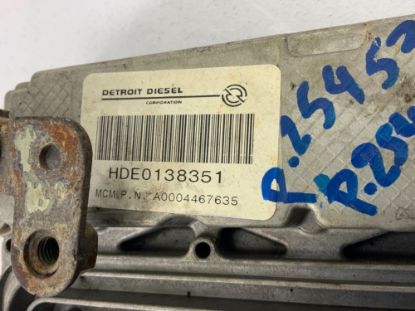 DETROIT DIESEL
CORPORATION
HDE0138351
MCM.P.N. A0004467635